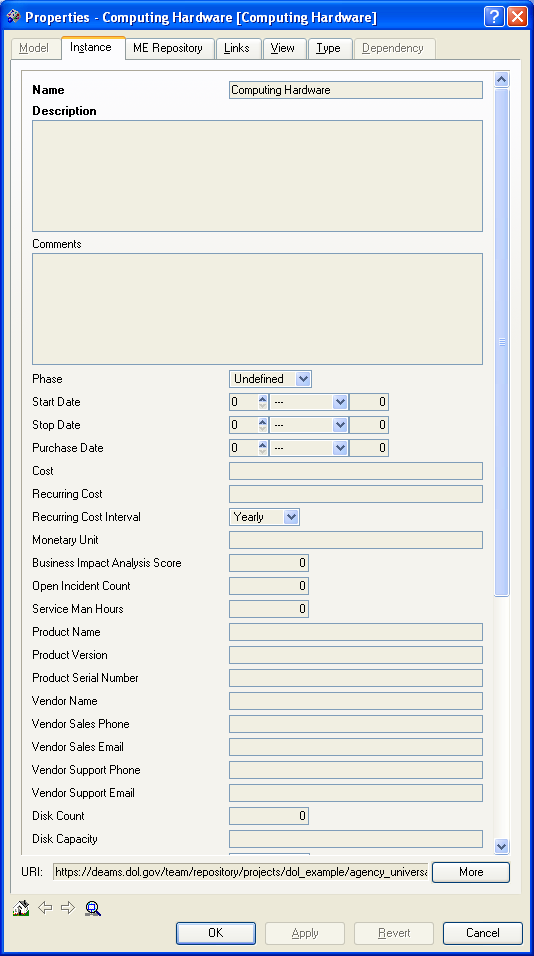 Properties - Computing Hardware [Computing Hardware]
Model Instance ME Repository Links View Type Dependency
Name Computing Hardware
Description
Comments
Phase Undefined
Start Date 0 --- 0
Stop Date 0 --- 0
Purchase Date 0 --- 0
Cost
Recurring Cost
Recurring Cost Interval Yearly
Monetary Unit
Business Impact Analysis Score 0
Open Incident Count 0
Service Man Hours 0
Product Name
Product Version
Product Serial Number
Vendor Name
Vendor Sales Phone
Vendor Sales Email
Vendor Support Phone
Vendor Support Email
Disk Count 0
Disk Capacity
URI: https://deams.dol.gov/team/repository/projects/dol_example/agency_universa More
OK Apply Revert Cancel